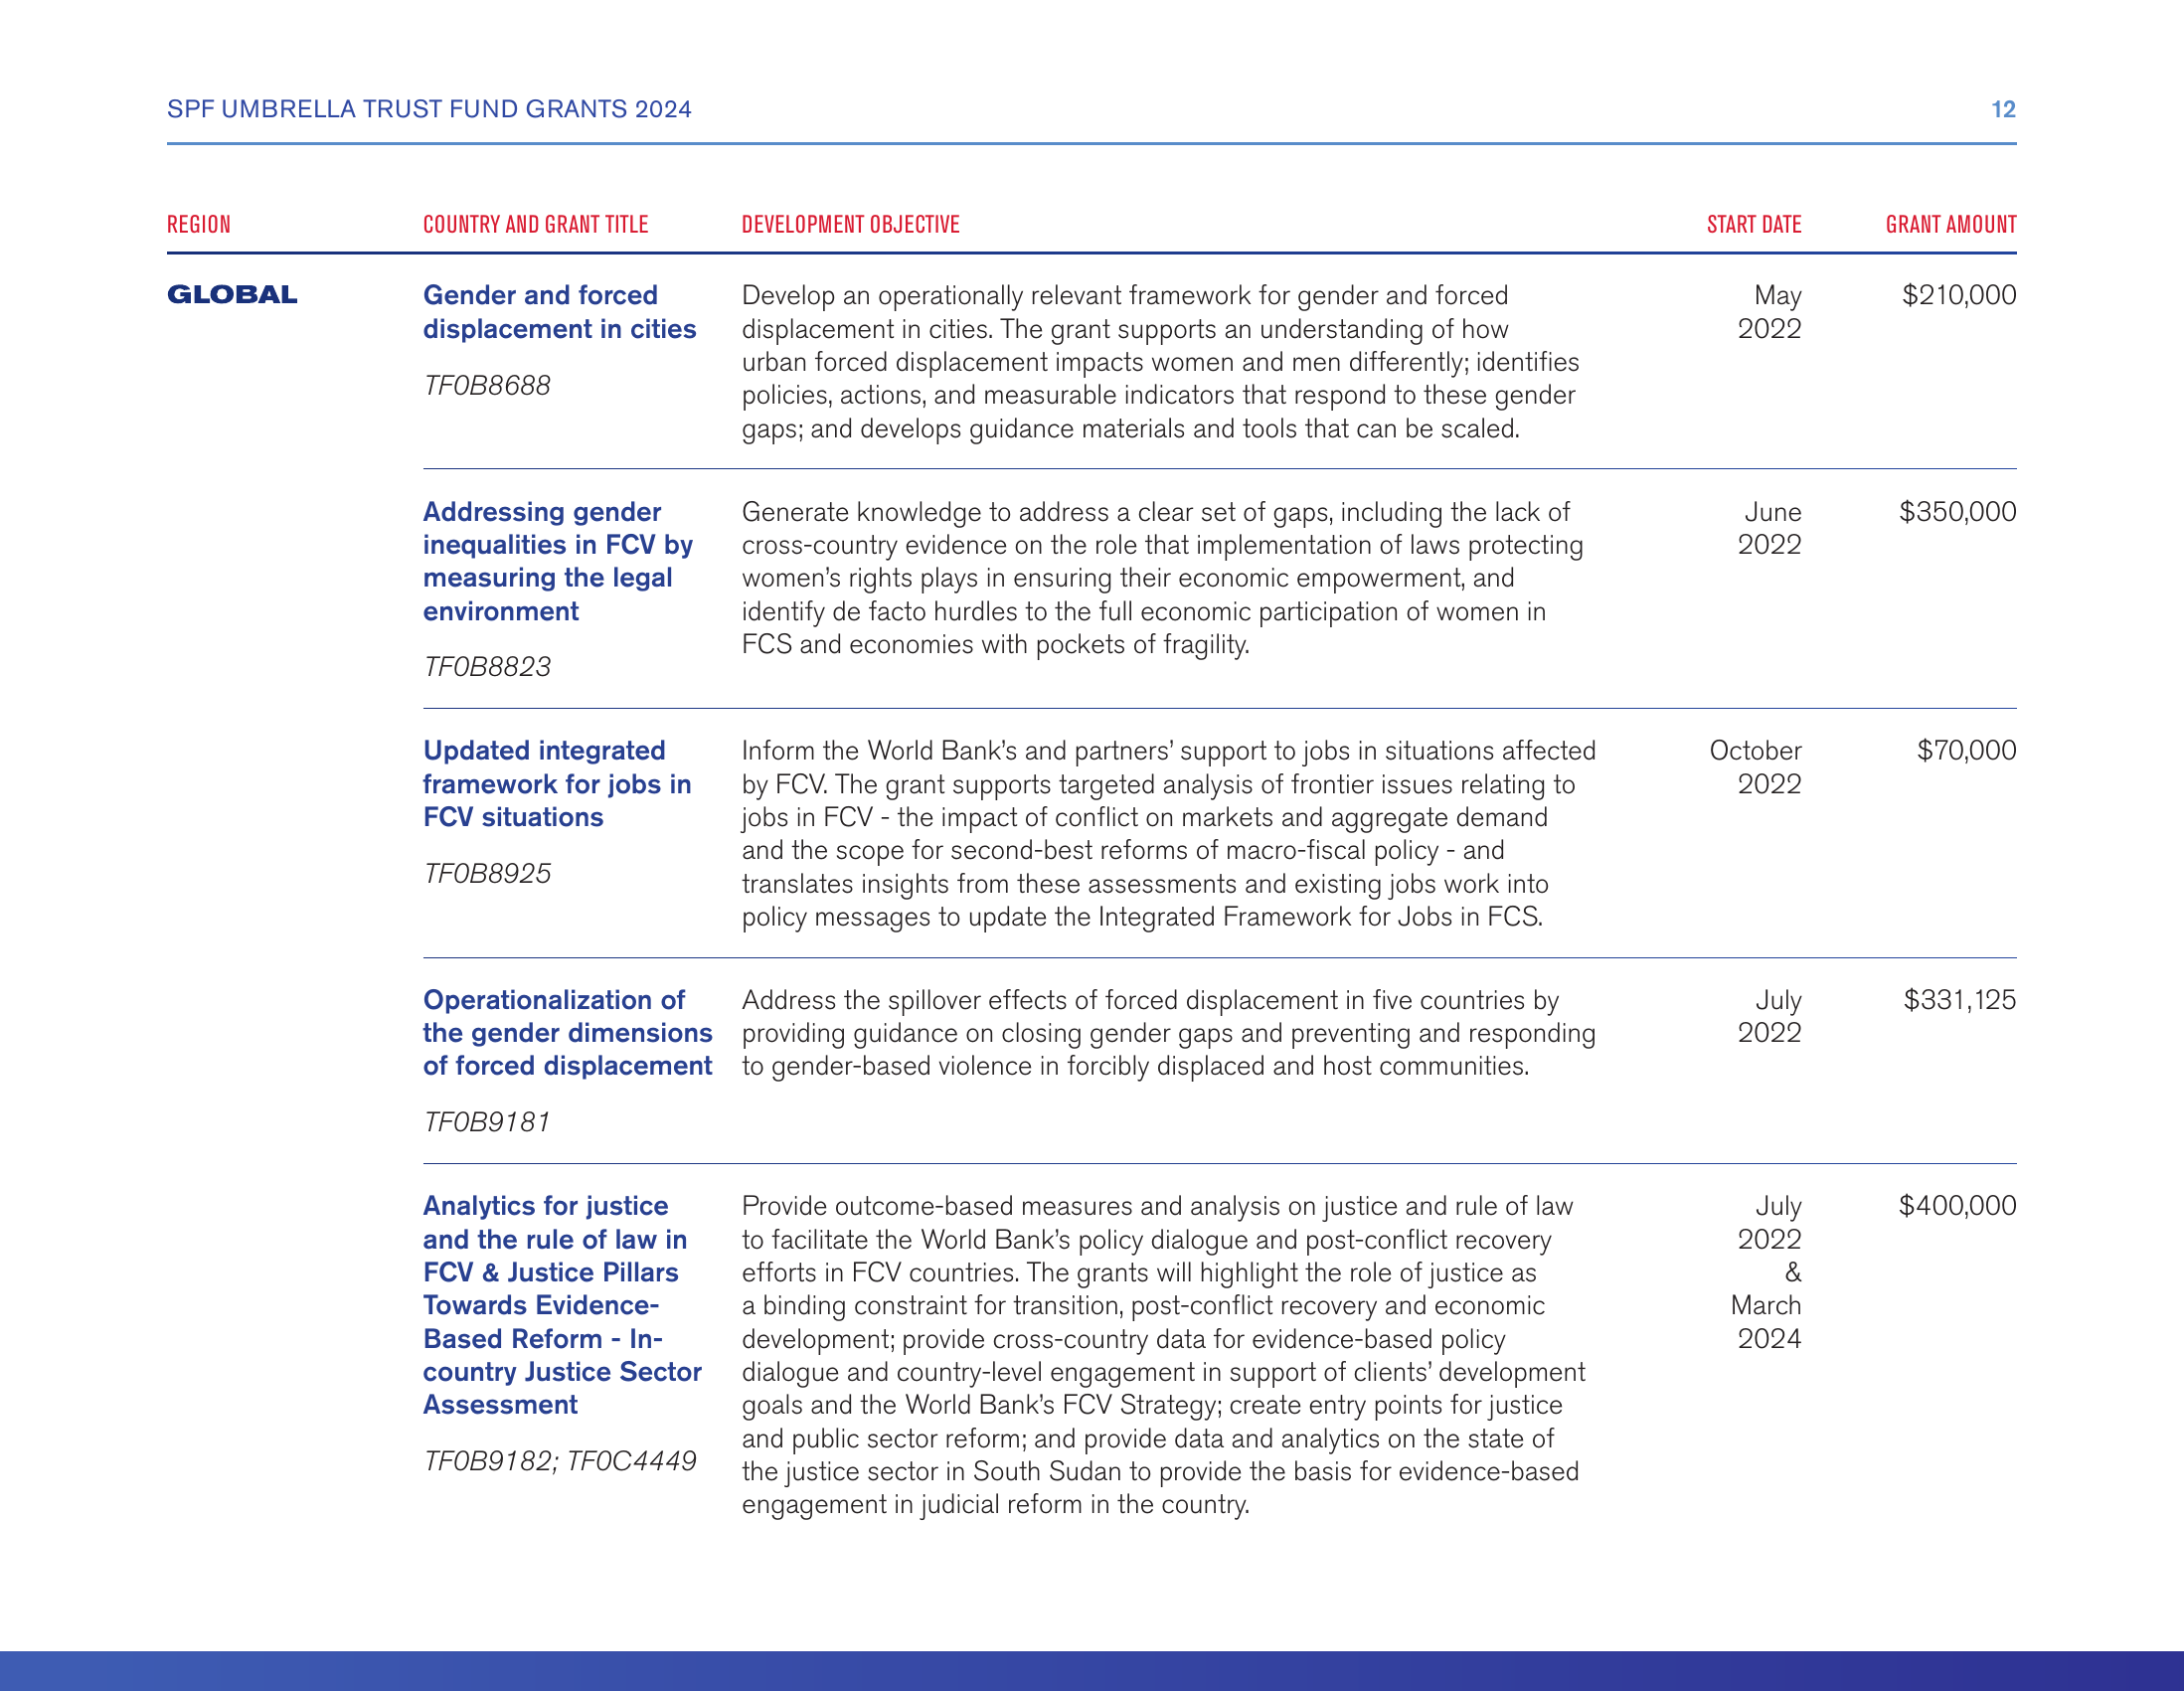 SPF UMBRELLA TRUST FUND GRANTS 2024
12
REGION
COUNTRY AND GRANT TITLE
DEVELOPMENT OBJECTIVE
START DATE
GRANT AMOUNT
GLOBAL
Gender and forced
displacement in cities
TF0B8688
Develop an operationally relevant framework for gender and forced
displacement in cities. The grant supports an understanding of how
urban forced displacement impacts women and men differently; identifies
policies, actions, and measurable indicators that respond to these gender
gaps; and develops guidance materials and tools that can be scaled.
May
2022
$210,000
Addressing gender
inequalities in FCV by
measuring the legal
environment
TF0B8823
Generate knowledge to address a clear set of gaps, including the lack of
cross-country evidence on the role that implementation of laws protecting
women’s rights plays in ensuring their economic empowerment, and
identify de facto hurdles to the full economic participation of women in
FCS and economies with pockets of fragility.
June
2022
$350,000
Updated integrated
framework for jobs in
FCV situations
TF0B8925
Inform the World Bank’s and partners’ support to jobs in situations affected
by FCV. The grant supports targeted analysis of frontier issues relating to
jobs in FCV - the impact of conflict on markets and aggregate demand
and the scope for second-best reforms of macro-fiscal policy - and
translates insights from these assessments and existing jobs work into
policy messages to update the Integrated Framework for Jobs in FCS.
October
2022
$70,000
Operationalization of
the gender dimensions
of forced displacement
TF0B9181
Address the spillover effects of forced displacement in five countries by
providing guidance on closing gender gaps and preventing and responding
to gender-based violence in forcibly displaced and host communities.
July
2022
$331,125
Analytics for justice
and the rule of law in
FCV & Justice Pillars
Towards Evidence-
Based Reform - In-
country Justice Sector
Assessment
TF0B9182; TF0C4449
Provide outcome-based measures and analysis on justice and rule of law
to facilitate the World Bank’s policy dialogue and post-conflict recovery
efforts in FCV countries. The grants will highlight the role of justice as
a binding constraint for transition, post-conflict recovery and economic
development; provide cross-country data for evidence-based policy
dialogue and country-level engagement in support of clients’ development
goals and the World Bank’s FCV Strategy; create entry points for justice
and public sector reform; and provide data and analytics on the state of
the justice sector in South Sudan to provide the basis for evidence-based
engagement in judicial reform in the country.
July
2022
&
March
2024
$400,000